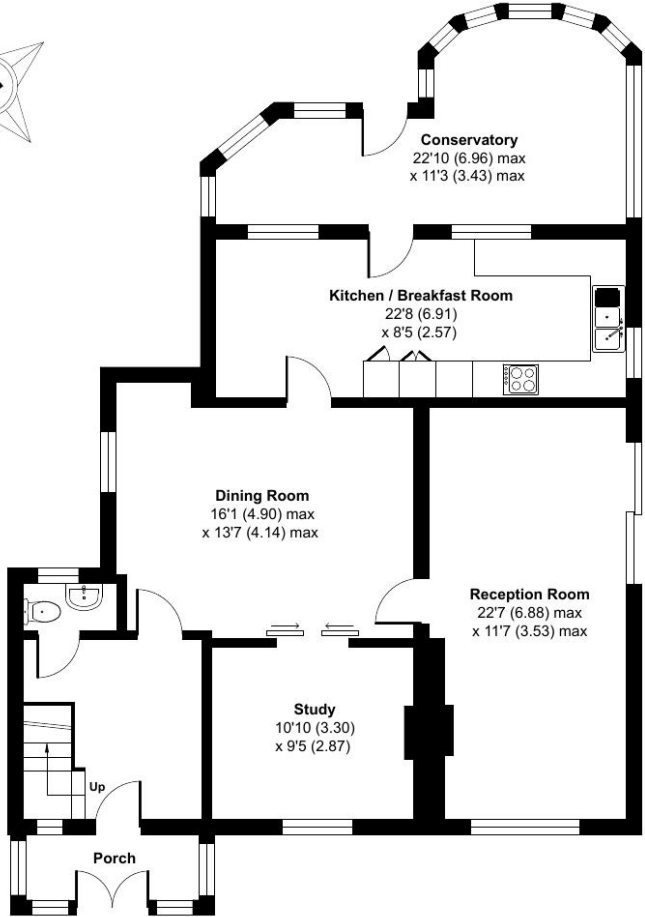 Conservatory
22'10 (6.96) max
x 11'3 (3.43) max
Kitchen / Breakfast Room
22'8 (6.91)
x 8'5 (2.57)
Dining Room
16'1 (4.90) max
x 13'7 (4.14) max
Reception Room
22'7 (6.88) max
x 11'7 (3.53) max
Study
10'10 (3.30)
x 9'5 (2.87)
Up
Porch